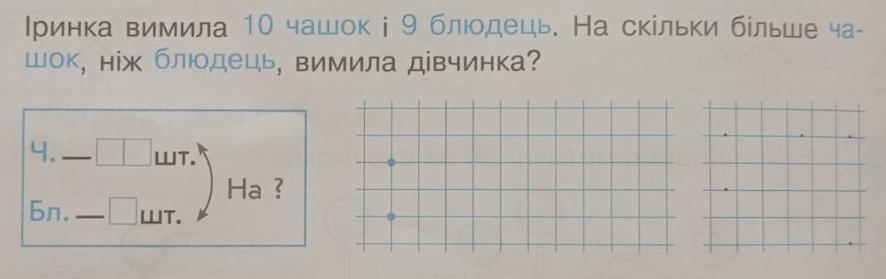 Іринка вимила 10 чашок і 9 блюдець. На скільки більше ча-
шок, ніж блюдець, вимила дівчинка?
Ч. — шт.
На ?
Бл. — шт.